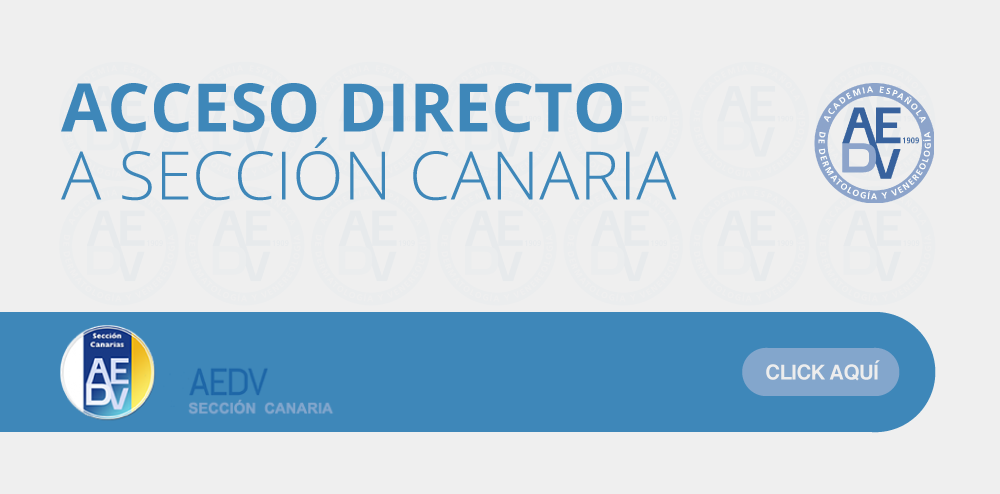 ACCESO DIRECTO
A SECCIÓN CANARIA
ACADEMIA ESPAÑOLA
DE DERMATOLOGÍA Y VENEREOLOGÍA
AE
1909
DV
Sección
Canarias
AE
DV
AEDV
SECCIÓN CANARIA
CLICK AQUÍ